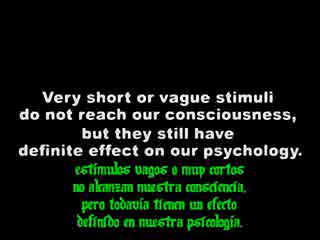 Very short or vague stimuli
do not reach our consciousness,
but they still have
definite effect on our psychology.
estímulos vagos o muy cortos
no alcanzan nuestra consciencia,
pero todavía tienen un efecto
definido en nuestra psicología.